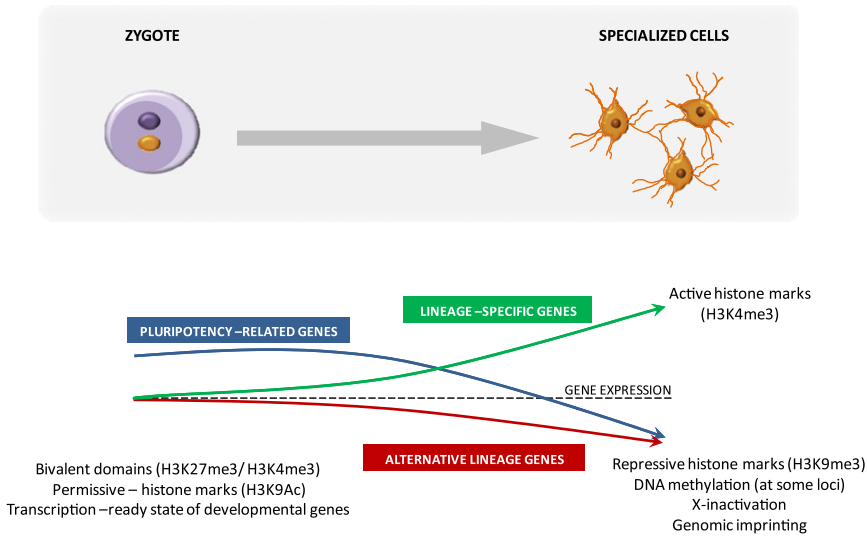 ZYGOTE
SPECIALIZED CELLS
Active histone marks
(H3K4me3)
LINEAGE –SPECIFIC GENES
PLURIPOTENCY –RELATED GENES
GENE EXPRESSION
ALTERNATIVE LINEAGE GENES
Bivalent domains (H3K27me3/ H3K4me3)
Permissive – histone marks (H3K9Ac)
Transcription –ready state of developmental genes
Repressive histone marks (H3K9me3)
DNA methylation (at some loci)
X-inactivation
Genomic imprinting